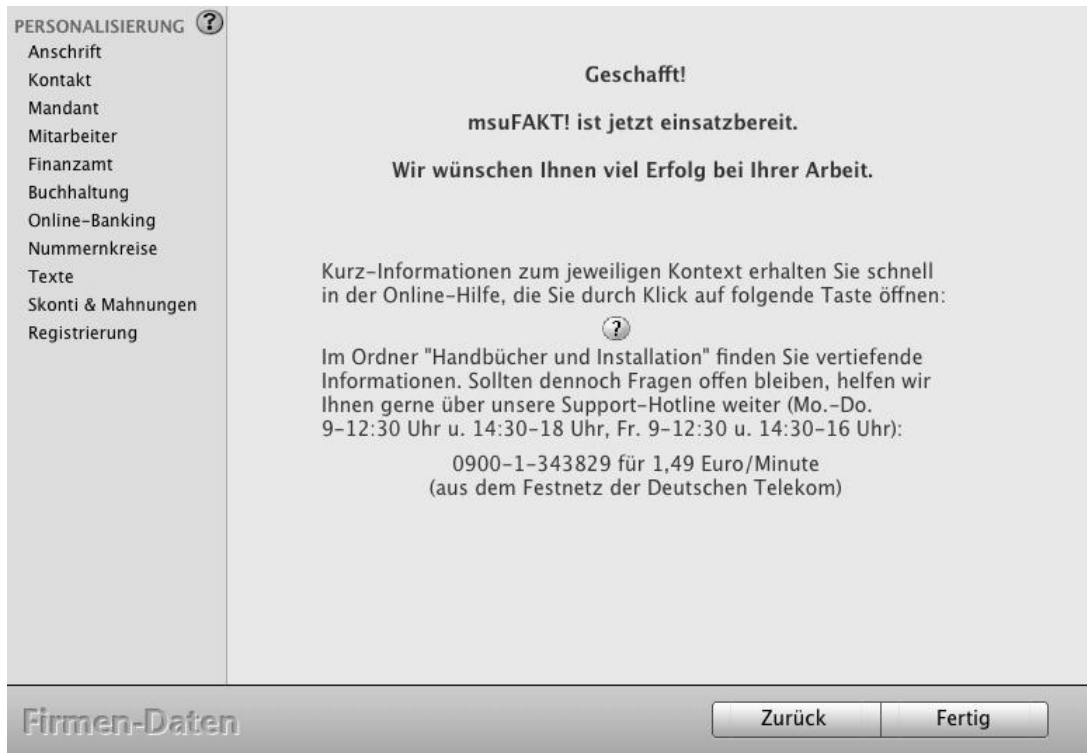 PERSONALISIERUNG ?
Anschrift
Kontakt
Mandant
Mitarbeiter
Finanzamt
Buchhaltung
Online-Banking
Nummernkreise
Texte
Skonti & Mahnungen
Registrierung
Geschafft!
msuFAKT! ist jetzt einsatzbereit.
Wir wünschen Ihnen viel Erfolg bei Ihrer Arbeit.
Kurz-Informationen zum jeweiligen Kontext erhalten Sie schnell
in der Online-Hilfe, die Sie durch Klick auf folgende Taste öffnen:
?
Im Ordner "Handbücher und Installation" finden Sie vertiefende
Informationen. Sollten dennoch Fragen offen bleiben, helfen wir
Ihnen gerne über unsere Support-Hotline weiter (Mo.-Do.
9-12:30 Uhr u. 14:30-18 Uhr, Fr. 9-12:30 u. 14:30-16 Uhr):
0900-1-343829 für 1,49 Euro/Minute
(aus dem Festnetz der Deutschen Telekom)
Firmen-Daten
Zurück
Fertig